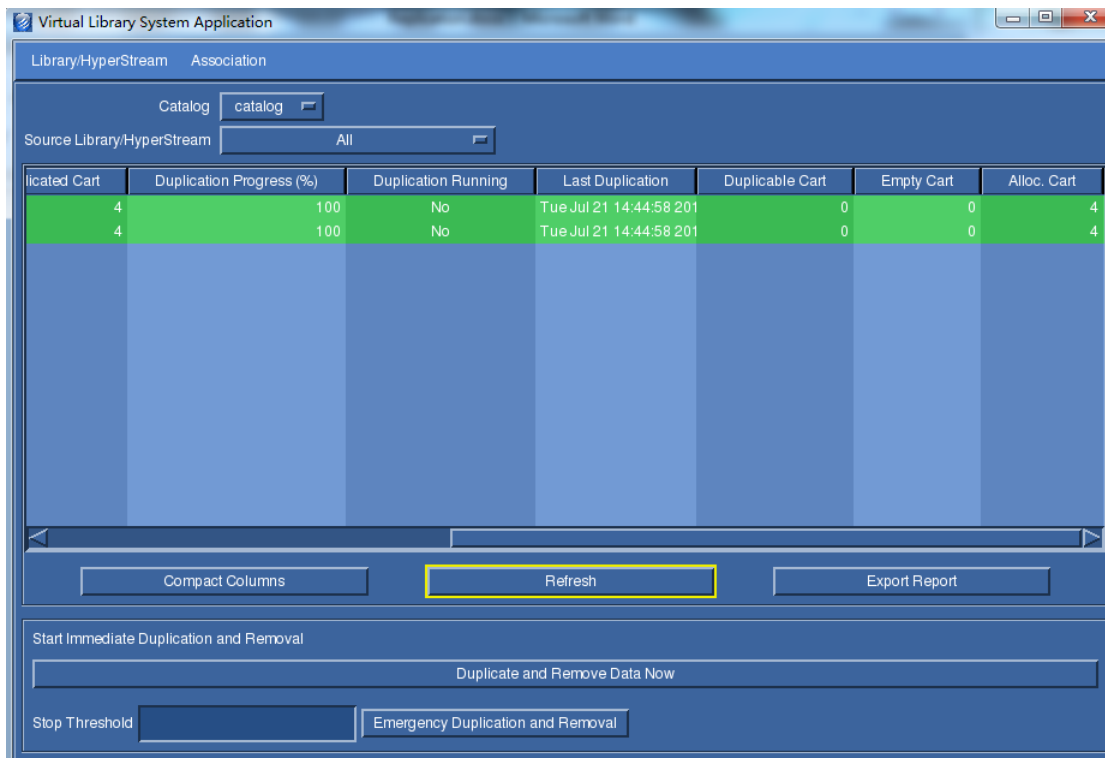 Virtual Library System Application
Library/HyperStream Association
Catalog catalog
Source Library/HyperStream All
licated Cart Duplication Progress (%) Duplication Running Last Duplication Duplicable Cart Empty Cart Alloc. Cart
4 100 No Tue Jul 21 14:44:58 201 0 0 4
4 100 No Tue Jul 21 14:44:58 201 0 0 4
Compact Columns Refresh Export Report
Start Immediate Duplication and Removal
Duplicate and Remove Data Now
Stop Threshold Emergency Duplication and Removal